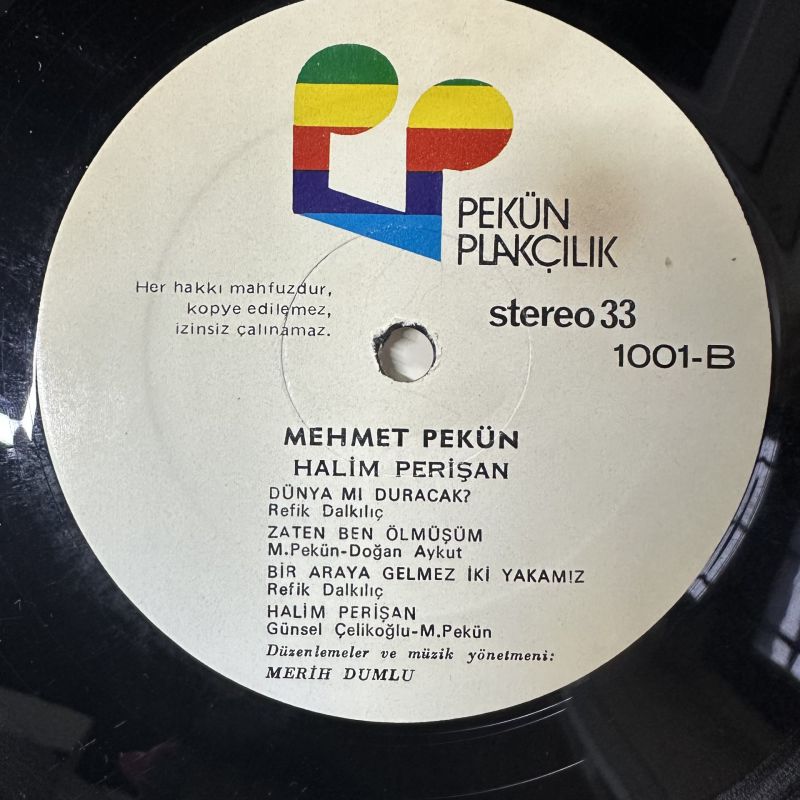 PEKÜN
PLAKÇILIK
Her hakkı mahfuzdur,
kopye edilemez,
izinsiz çalınamaz.
stereo 33
1001-B
MEHMET PEKÜN
HALİM PERİŞAN
DÜNYA MI DURACAK?
Refik Dalkılıç
ZATEN BEN ÖLMÜŞÜM
M.Pekün-Doğan Aykut
BİR ARAYA GELMEZ İKİ YAKAMIZ
Refik Dalkılıç
HALİM PERİŞAN
Günsel Çelikoğlu-M.Pekün
Düzenlemeler ve müzik yönetmeni:
MERİH DUMLU